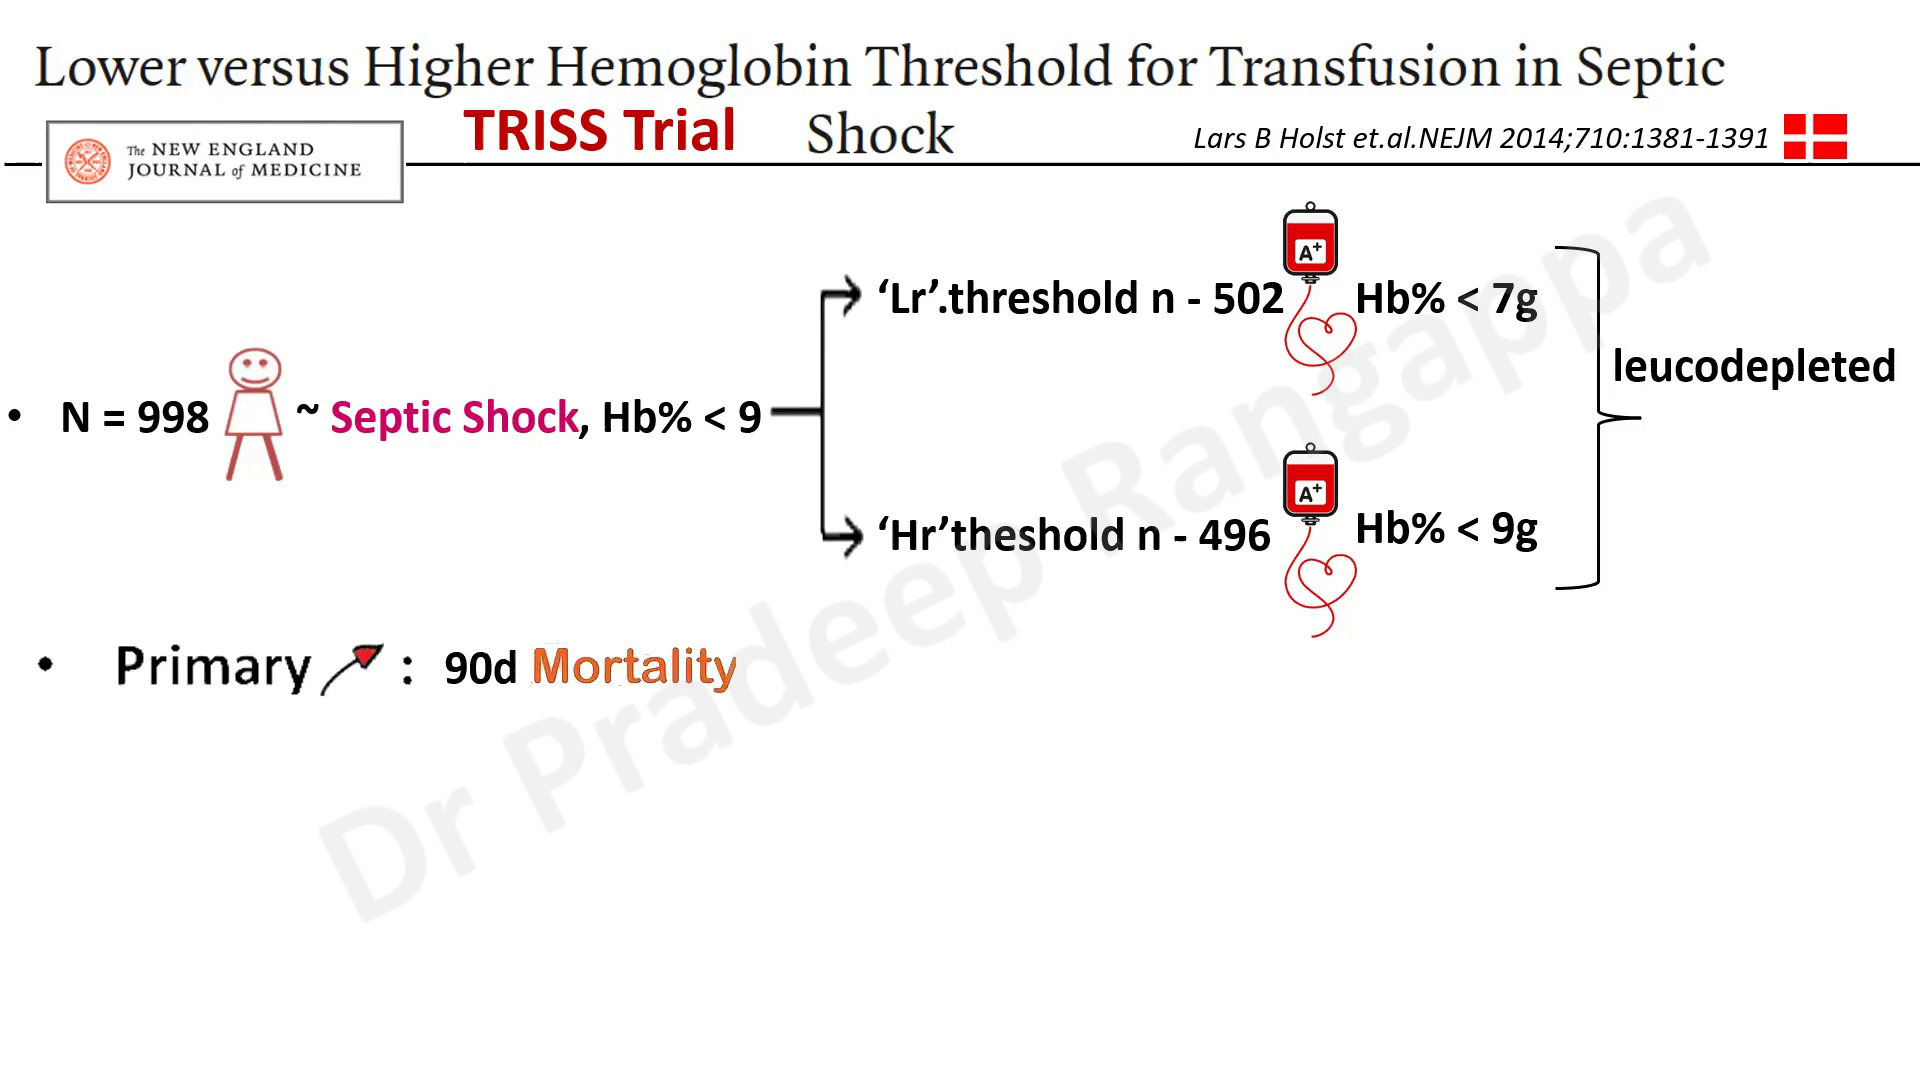 Lower versus Higher Hemoglobin Threshold for Transfusion in Septic
Shock
TRISS Trial
Lars B Holst et.al.NEJM 2014;710:1381-1391
The NEW ENGLAND
JOURNAL of MEDICINE
‘Lr’.threshold n - 502
A+
Hb% < 7g
leucodepleted
• N = 998 ~ Septic Shock, Hb% < 9
‘Hr’theshold n - 496
A+
Hb% < 9g
• Primary : 90d Mortality
Dr Pradeep Rangappa